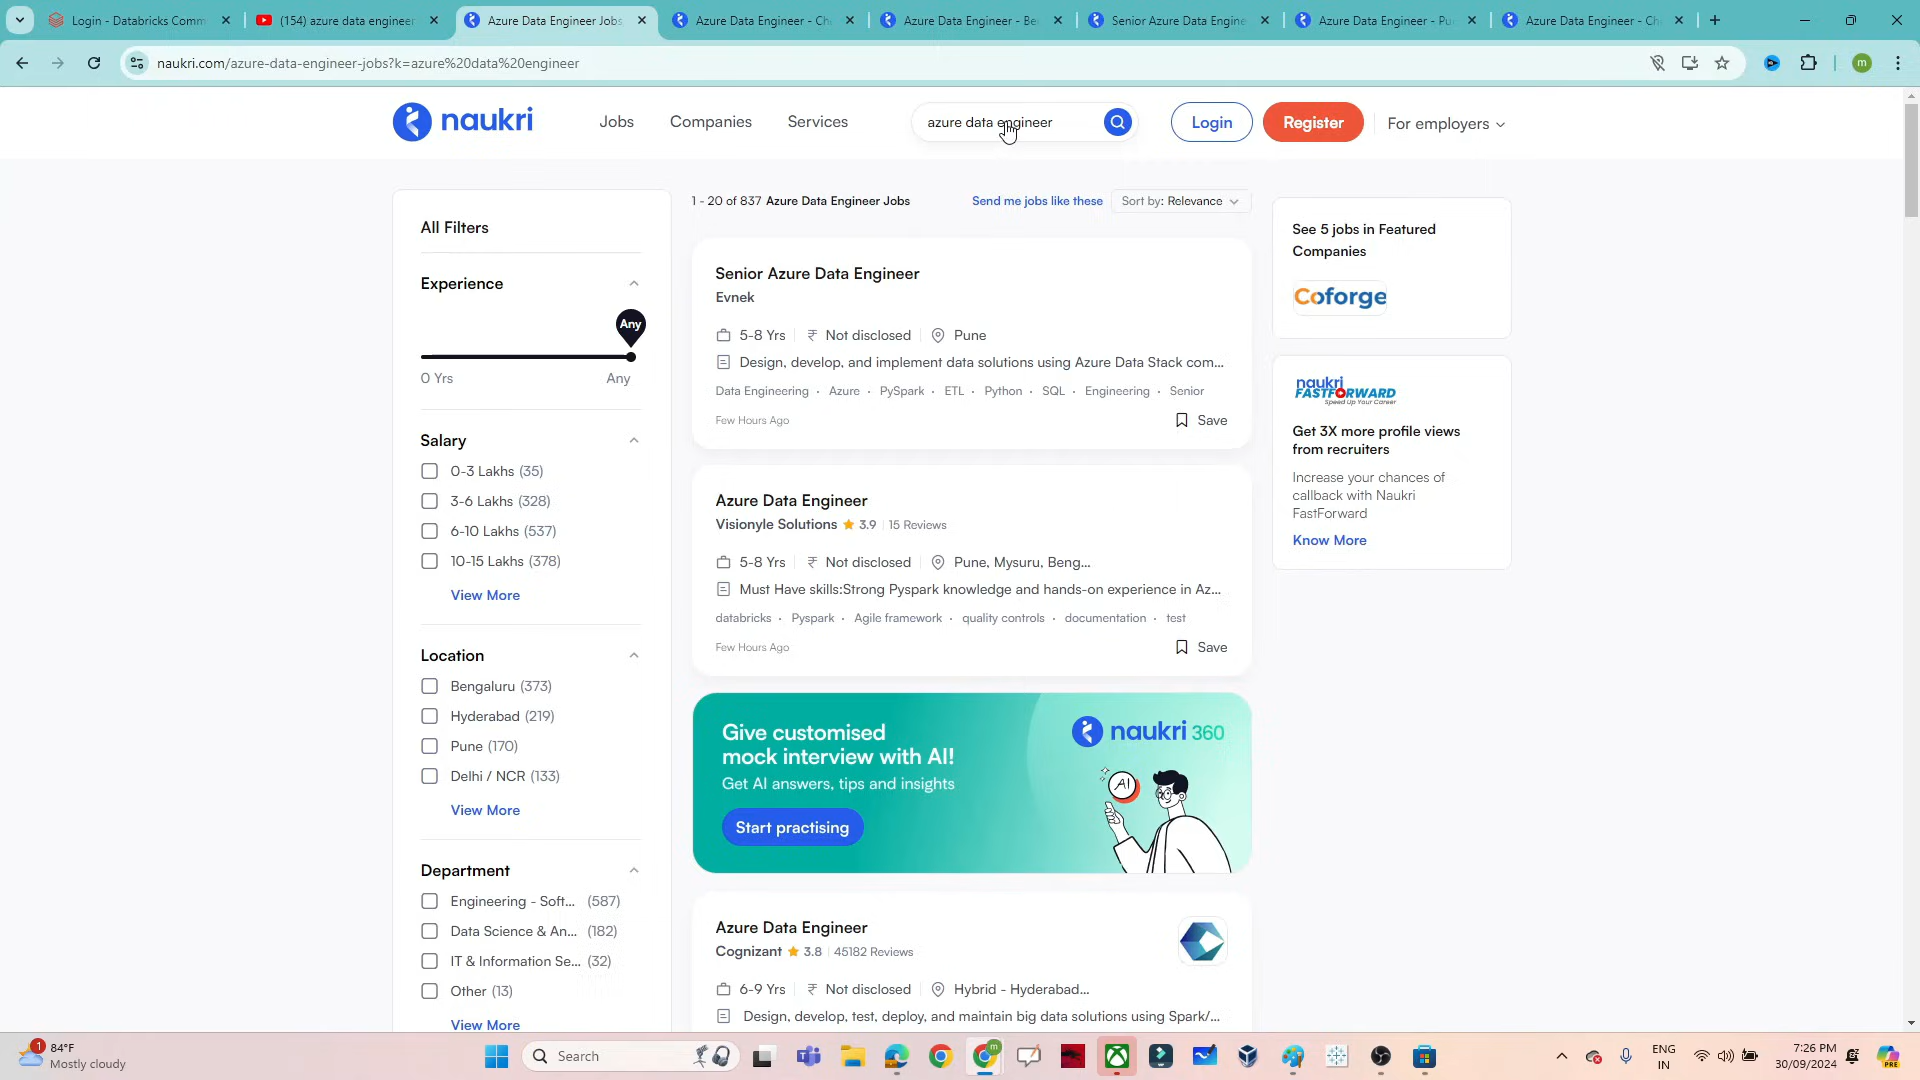 Login - Databricks Comm
(154) azure data engineer
Azure Data Engineer Jobs
Azure Data Engineer - Ch
Azure Data Engineer - Be
Senior Azure Data Engine
Azure Data Engineer - Pu
Azure Data Engineer - Ch
naukri.com/azure-data-engineer-jobs?k=azure%20data%20engineer
m
naukri
Jobs
Companies
Services
azure data engineer
Login
Register
For employers
All Filters
Experience
Any
0 Yrs
Any
Salary
0-3 Lakhs (35)
3-6 Lakhs (328)
6-10 Lakhs (537)
10-15 Lakhs (378)
View More
Location
Bengaluru (373)
Hyderabad (219)
Pune (170)
Delhi / NCR (133)
View More
Department
Engineering - Soft... (587)
Data Science & An... (182)
IT & Information Se... (32)
Other (13)
View More
1 - 20 of 837 Azure Data Engineer Jobs
Send me jobs like these
Sort by: Relevance
Senior Azure Data Engineer
Evnek
5-8 Yrs ₹ Not disclosed Pune
Design, develop, and implement data solutions using Azure Data Stack com...
Data Engineering · Azure · PySpark · ETL · Python · SQL · Engineering · Senior
Few Hours Ago
Save
Azure Data Engineer
Visionyle Solutions 3.9 15 Reviews
5-8 Yrs ₹ Not disclosed Pune, Mysuru, Beng...
Must Have skills:Strong Pyspark knowledge and hands-on experience in Az...
databricks · Pyspark · Agile framework · quality controls · documentation · test
Few Hours Ago
Save
Give customised
mock interview with AI!
Get AI answers, tips and insights
Start practising
naukri 360
AI
Azure Data Engineer
Cognizant 3.8 45182 Reviews
6-9 Yrs ₹ Not disclosed Hybrid - Hyderabad...
Design, develop, test, deploy, and maintain big data solutions using Spark/...
See 5 jobs in Featured
Companies
Coforge
naukri
FASTFORWARD
Speed Up Your Career
Get 3X more profile views
from recruiters
Increase your chances of
callback with Naukri
FastForward
Know More
1
84°F
Mostly cloudy
Search
m
ENG
IN
7:26 PM
30/09/2024
PRE